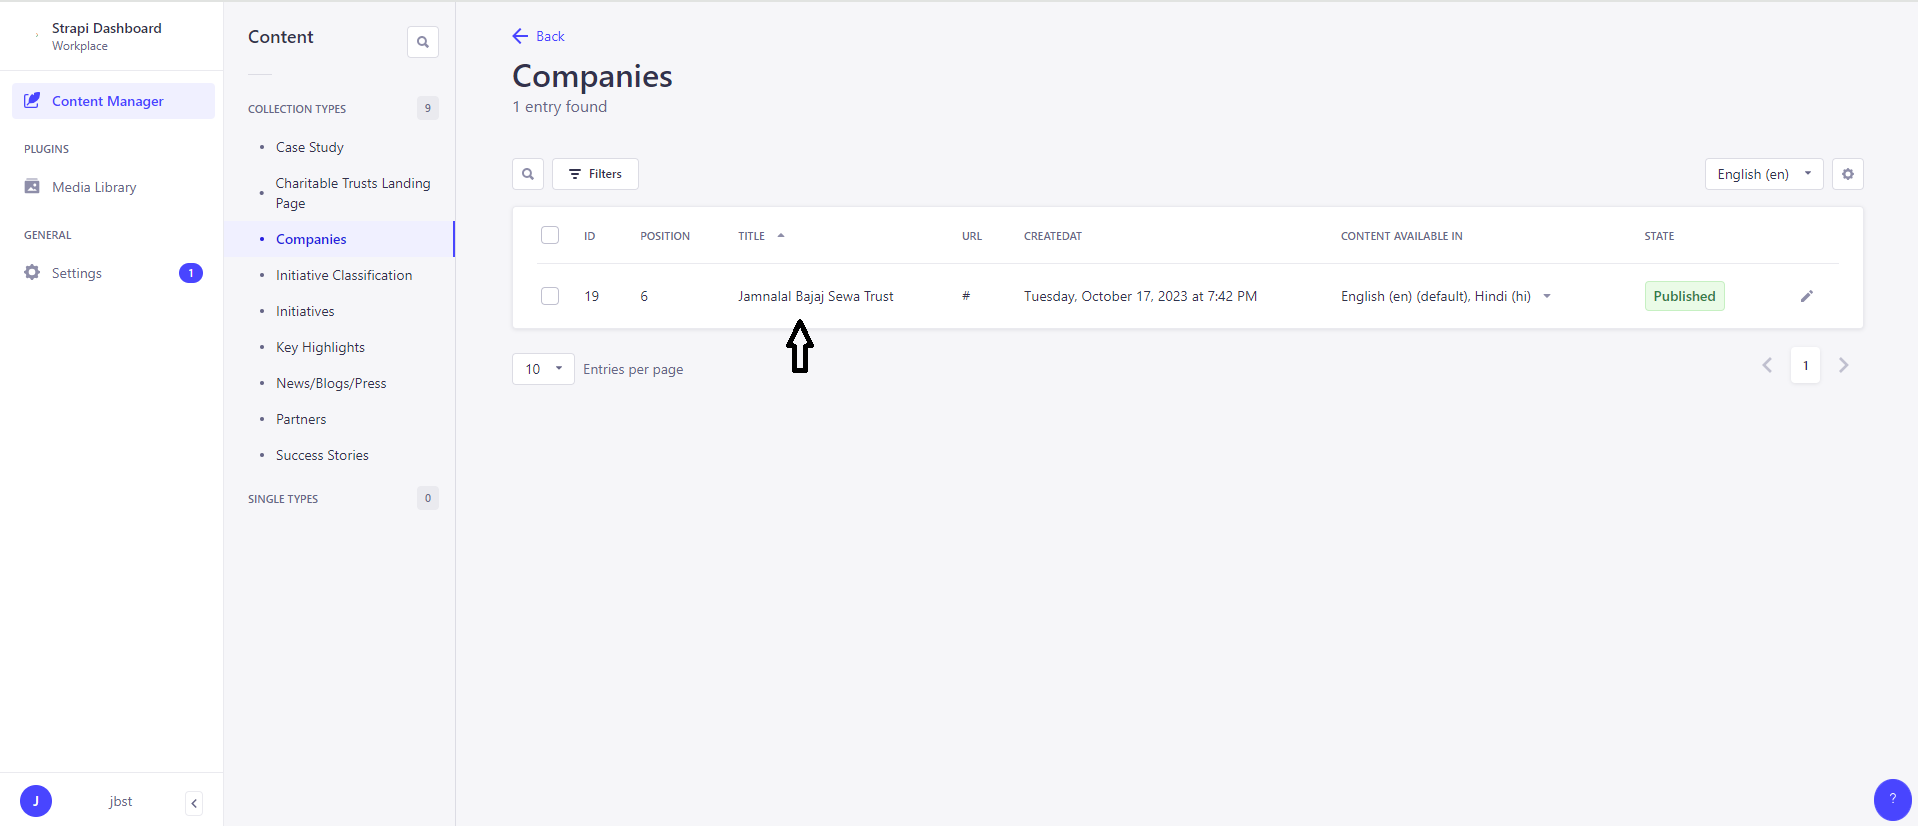 Strapi Dashboard
Workplace
Content Manager
PLUGINS
Media Library
GENERAL
Settings
1
J
jbst
Content
COLLECTION TYPES
9
Case Study
Charitable Trusts Landing
Page
Companies
Initiative Classification
Initiatives
Key Highlights
News/Blogs/Press
Partners
Success Stories
SINGLE TYPES
0
Back
Companies
1 entry found
Filters
English (en)
ID POSITION TITLE URL CREATEDAT CONTENT AVAILABLE IN STATE
19 6 Jamnalal Bajaj Sewa Trust # Tuesday, October 17, 2023 at 7:42 PM English (en) (default), Hindi (hi) Published
10 Entries per page
1
?